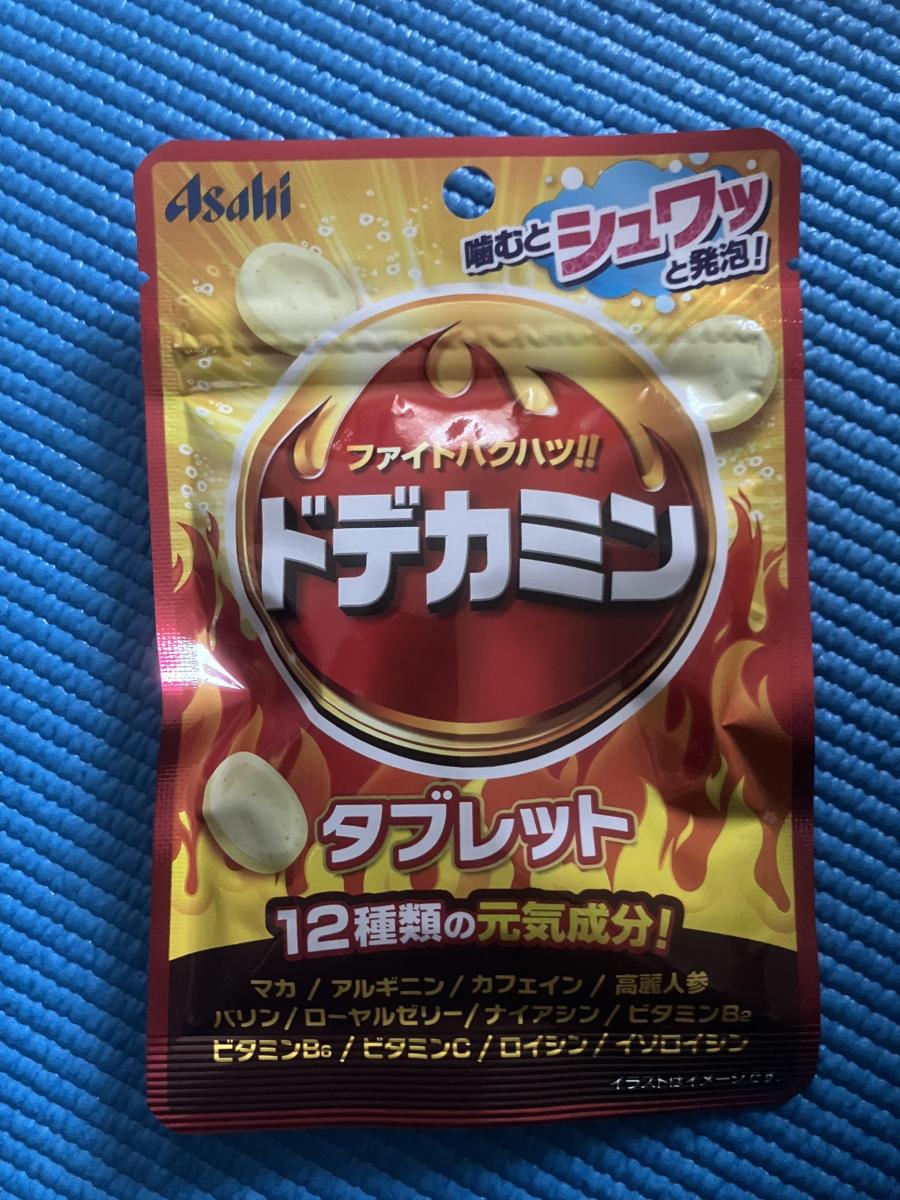 Asahi
噛むと
シュワッ
と発泡!
ファイトバクハツ!!
ドデカミン
タブレット
12種類の元気成分!
マカ / アルギニン / カフェイン / 高麗人参
バリン / ローヤルゼリー / ナイアシン / ビタミンB2
ビタミンB6 / ビタミンC / ロイシン / イソロイシン
イラストはイメージです。